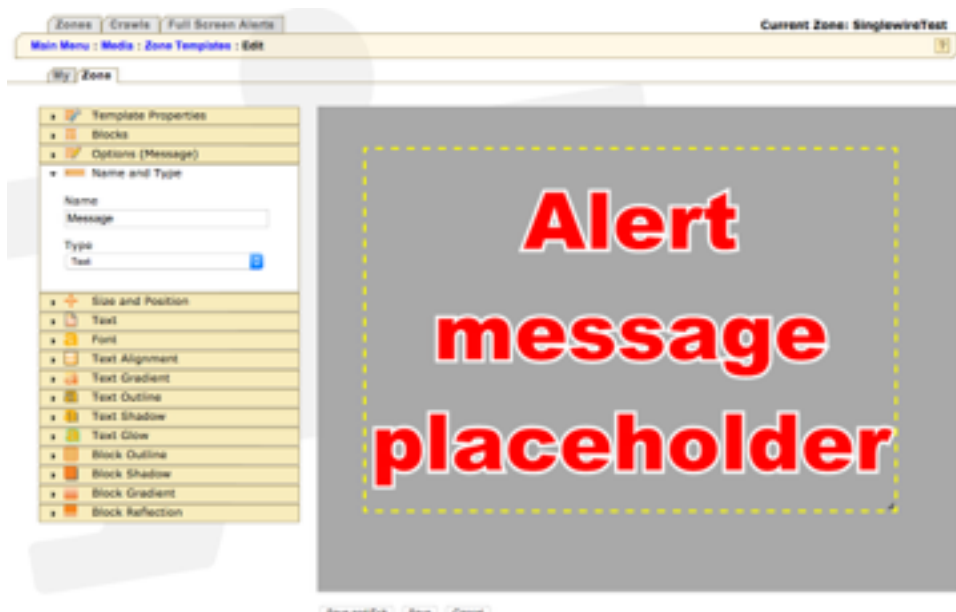 Zones Crawls Full Screen Alerts
Current Zone: SinglewireTest
Main Menu : Media : Zone Templates : Edit
?
My Zone
Template Properties
Blocks
Options (Message)
Name and Type
Name
Message
Type
Text
Size and Position
Text
Font
Text Alignment
Text Gradient
Text Outline
Text Shadow
Text Glow
Block Outline
Block Shadow
Block Gradient
Block Reflection
Alert
message
placeholder
Save Cancel